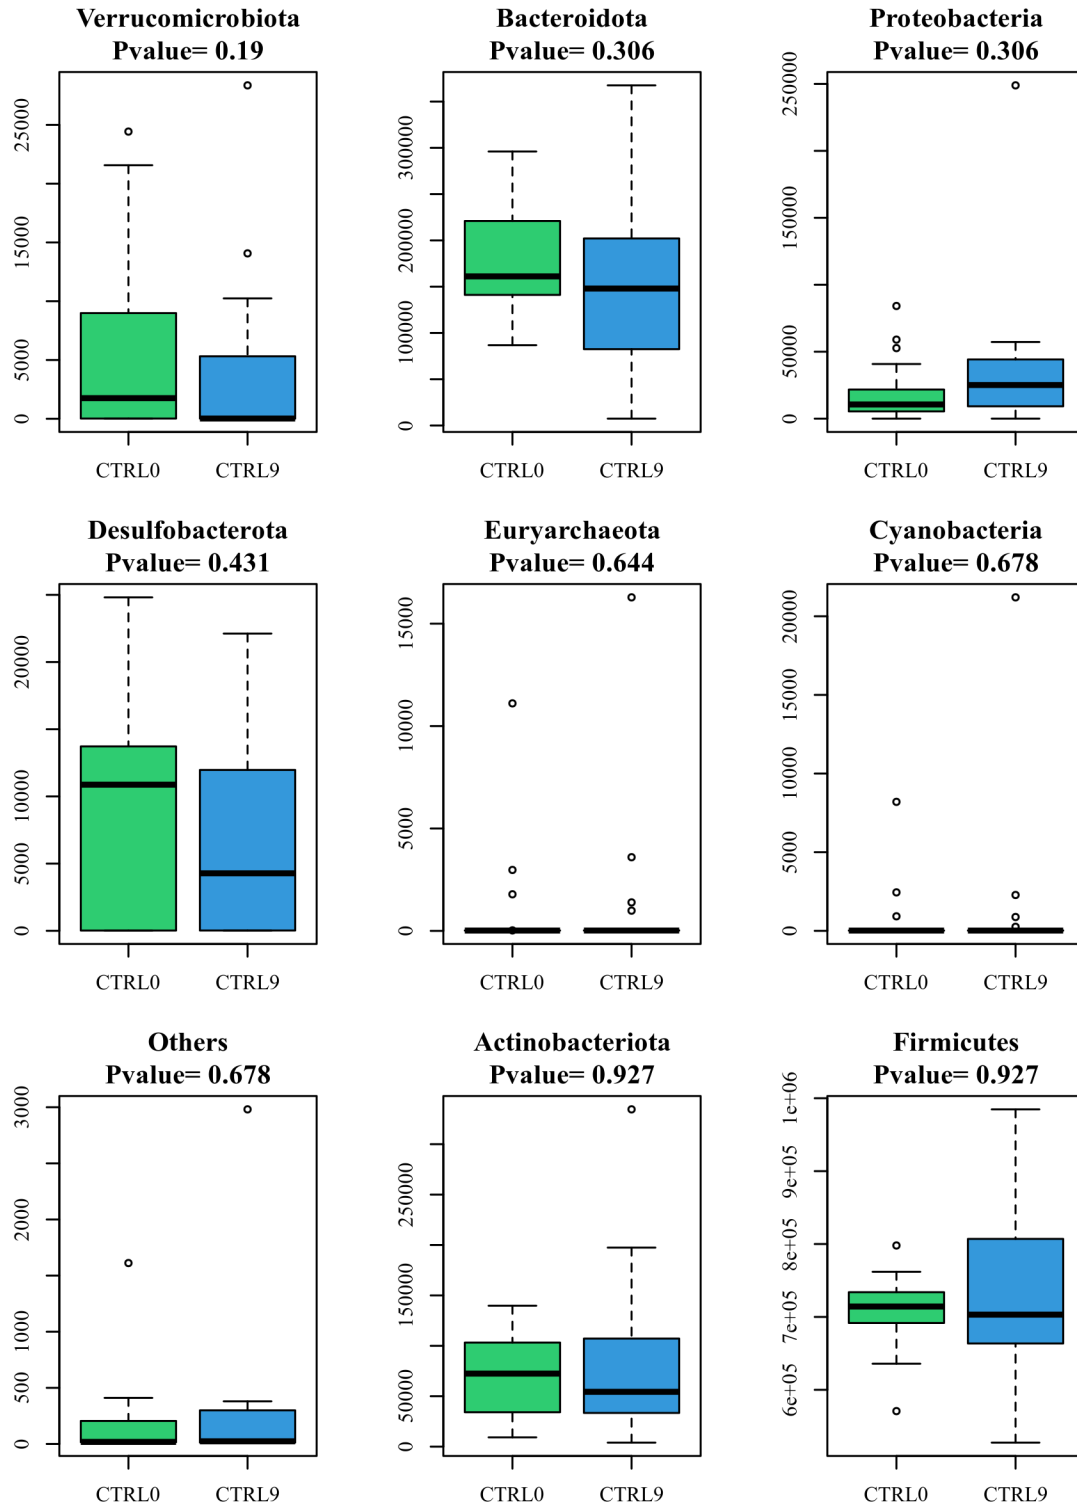 Verrucomicrobiota
Pvalue= 0.19
25000
15000
5000
0
CTRL0 CTRL9
Bacteroidota
Pvalue= 0.306
300000
200000
100000
0
CTRL0 CTRL9
Proteobacteria
Pvalue= 0.306
250000
150000
50000
0
CTRL0 CTRL9
Desulfobacterota
Pvalue= 0.431
20000
10000
5000
0
CTRL0 CTRL9
Euryarchaeota
Pvalue= 0.644
15000
10000
5000
0
CTRL0 CTRL9
Cyanobacteria
Pvalue= 0.678
20000
15000
10000
5000
0
CTRL0 CTRL9
Others
Pvalue= 0.678
3000
2000
1000
500
0
CTRL0 CTRL9
Actinobacteriota
Pvalue= 0.927
250000
150000
50000
0
CTRL0 CTRL9
Firmicutes
Pvalue= 0.927
1e+06
9e+05
8e+05
7e+05
6e+05
CTRL0 CTRL9